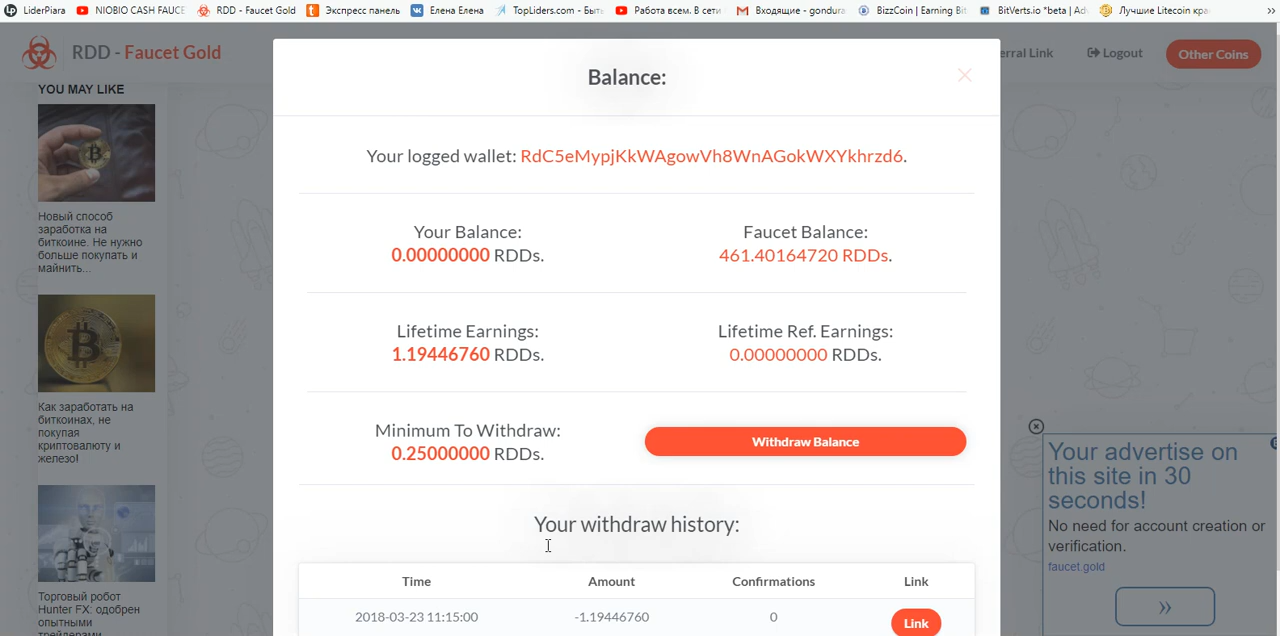 LiderPiara NIOBIO CASH FAUCE RDD - Faucet Gold Экспресс панель Елена Елена TopLiders.com - Быть Работа всем. В сети Входящие - gondura BizzCoin | Earning Bit BitVerts.io *beta | Adv Лучшие Litecoin кра »
RDD - Faucet Gold
erral Link Logout Other Coins
Balance:
YOU MAY LIKE
Новый способ
заработка на
биткоине. Не нужно
больше покупать и
майнить...
Как заработать на
биткоинах, не
покупая
криптовалюту и
железо!
Торговый робот
Hunter FX: одобрен
опытными
трейдерами
Your logged wallet: RdC5eMypjKkWAgowVh8WnAGokWXYkhrzd6.
Your Balance:
0.00000000 RDDs.
Faucet Balance:
461.40164720 RDDs.
Lifetime Earnings:
1.19446760 RDDs.
Lifetime Ref. Earnings:
0.00000000 RDDs.
Minimum To Withdraw:
0.25000000 RDDs.
Withdraw Balance
Your withdraw history:
Time Amount Confirmations Link
2018-03-23 11:15:00 -1.19446760 0 Link
Your advertise on
this site in 30
seconds!
No need for account creation or
verification.
faucet.gold